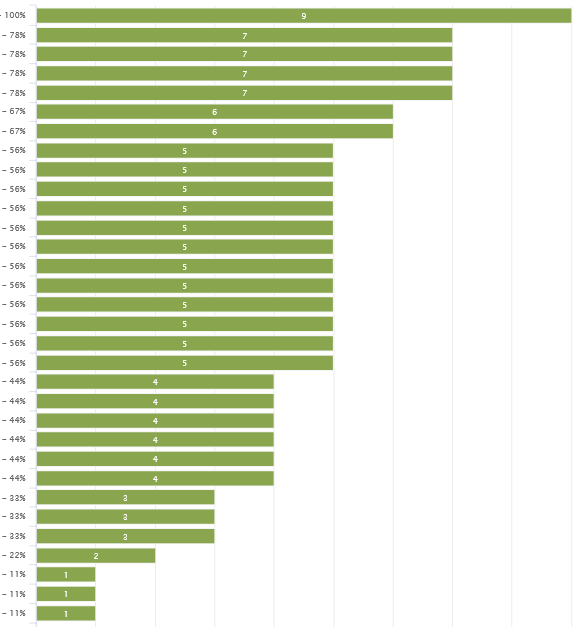 - 100% 9
– 78% 7
– 78% 7
– 78% 7
– 78% 7
– 67% 6
– 67% 6
– 56% 5
– 56% 5
– 56% 5
– 56% 5
– 56% 5
– 56% 5
– 56% 5
– 56% 5
– 56% 5
– 56% 5
– 56% 5
– 56% 5
– 44% 4
– 44% 4
– 44% 4
– 44% 4
– 44% 4
– 44% 4
– 33% 3
– 33% 3
– 33% 3
– 22% 2
– 11% 1
– 11% 1
– 11% 1